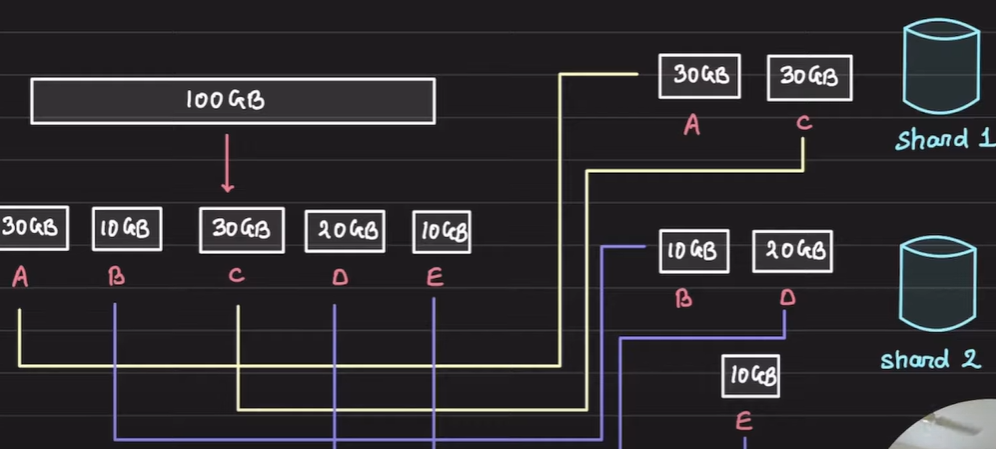 100GB
30GB 10GB 30GB 20GB 10GB
A B C D E
30GB 30GB
A C
Shard 1
10GB 20GB
B D
shard 2
10GB
E